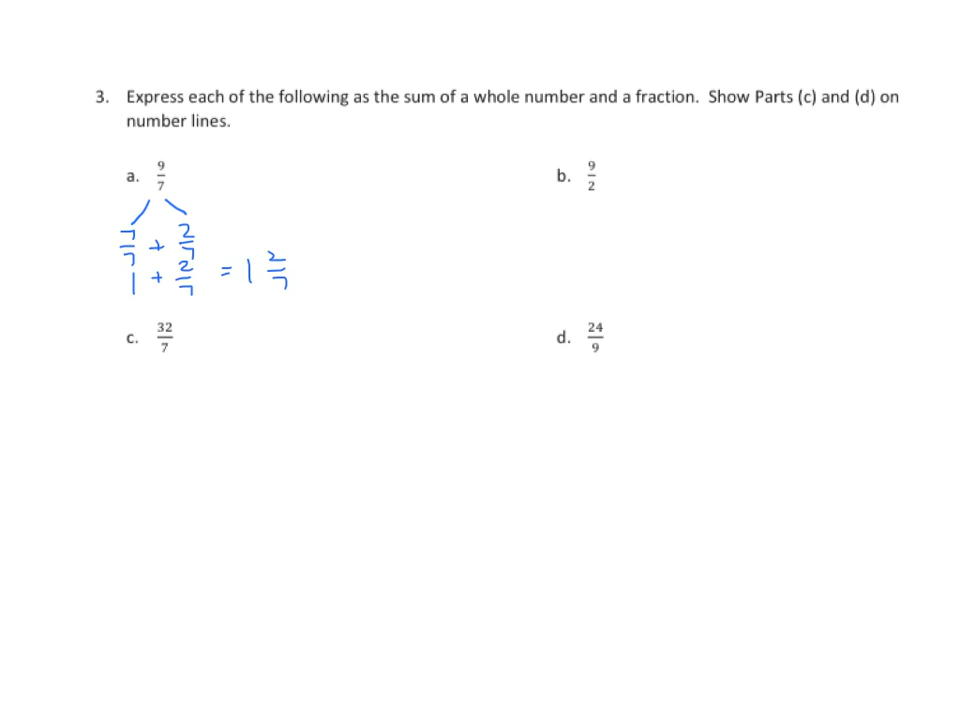 3. Express each of the following as the sum of a whole number and a fraction. Show Parts (c) and (d) on
number lines.
a. 9/7
b. 9/2
7/7 + 2/7
1 + 2/7 = 1 2/7
c. 32/7
d. 24/9